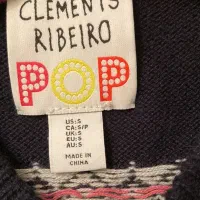 CLEMENTS
RIBEIRO
POP
US:S
CA:S/P
UK:S
EU:S
AU:S
MADE IN
CHINA